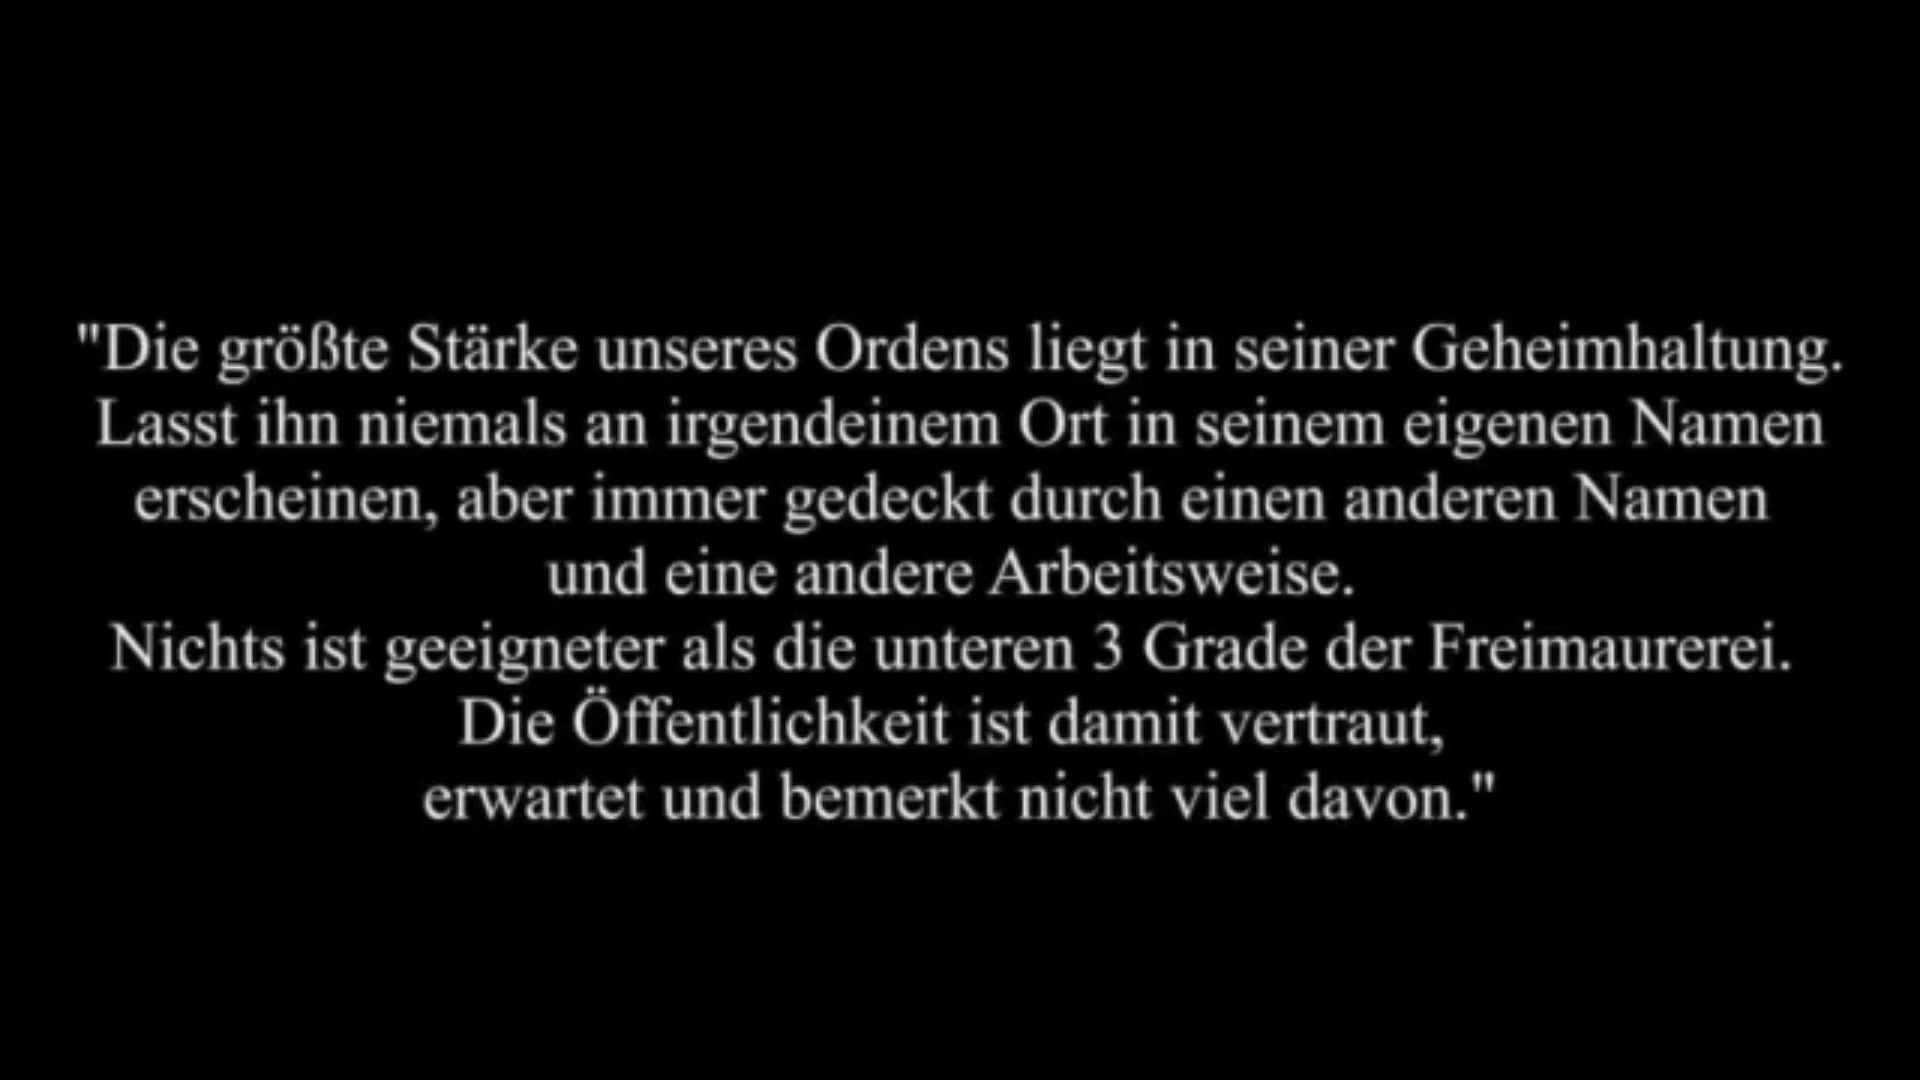 "Die größte Stärke unseres Ordens liegt in seiner Geheimhaltung.
Lasst ihn niemals an irgendeinem Ort in seinem eigenen Namen
erscheinen, aber immer gedeckt durch einen anderen Namen
und eine andere Arbeitsweise.
Nichts ist geeigneter als die unteren 3 Grade der Freimaurerei.
Die Öffentlichkeit ist damit vertraut,
erwartet und bemerkt nicht viel davon."